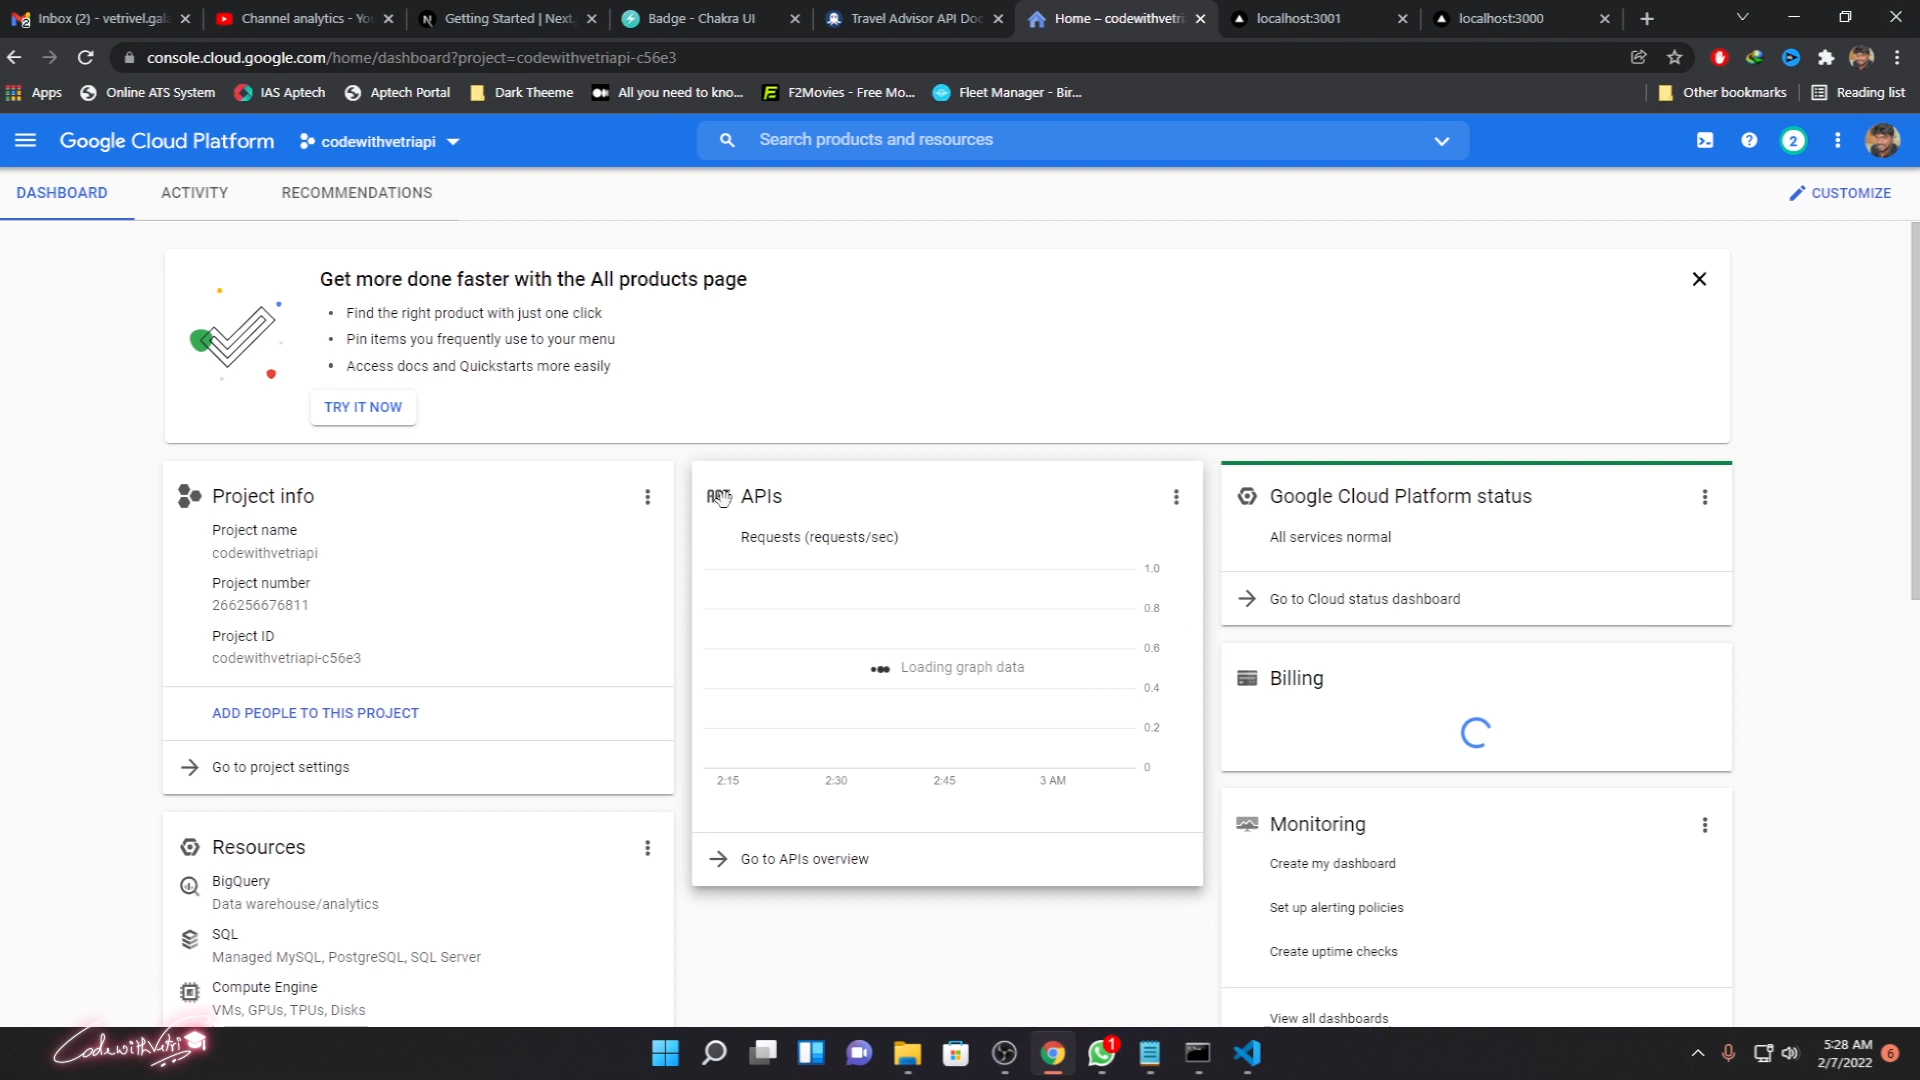 Inbox (2) - vetrivel.gala
Channel analytics - You
Getting Started | Next.
Badge - Chakra UI
Travel Advisor API Doc
Home – codewithvetri
localhost:3001
localhost:3000
console.cloud.google.com/home/dashboard?project=codewithvetriapi-c56e3
Apps
Online ATS System
IAS Aptech
Aptech Portal
Dark Theeme
All you need to kno...
F2Movies - Free Mo...
Fleet Manager - Bir...
Other bookmarks
Reading list
Google Cloud Platform
codewithvetriapi
Search products and resources
2
DASHBOARD
ACTIVITY
RECOMMENDATIONS
CUSTOMIZE
Get more done faster with the All products page
• Find the right product with just one click
• Pin items you frequently use to your menu
• Access docs and Quickstarts more easily
TRY IT NOW
Project info
Project name
codewithvetriapi
Project number
266256676811
Project ID
codewithvetriapi-c56e3
ADD PEOPLE TO THIS PROJECT
Go to project settings
Resources
BigQuery
Data warehouse/analytics
SQL
Managed MySQL, PostgreSQL, SQL Server
Compute Engine
VMs, GPUs, TPUs, Disks
APIs
Requests (requests/sec)
1.0
0.8
0.6
Loading graph data
0.4
0.2
0
2:15
2:30
2:45
3 AM
Go to APIs overview
Google Cloud Platform status
All services normal
Go to Cloud status dashboard
Billing
Monitoring
Create my dashboard
Set up alerting policies
Create uptime checks
View all dashboards
CodewithVetri
1
5:28 AM
2/7/2022
6